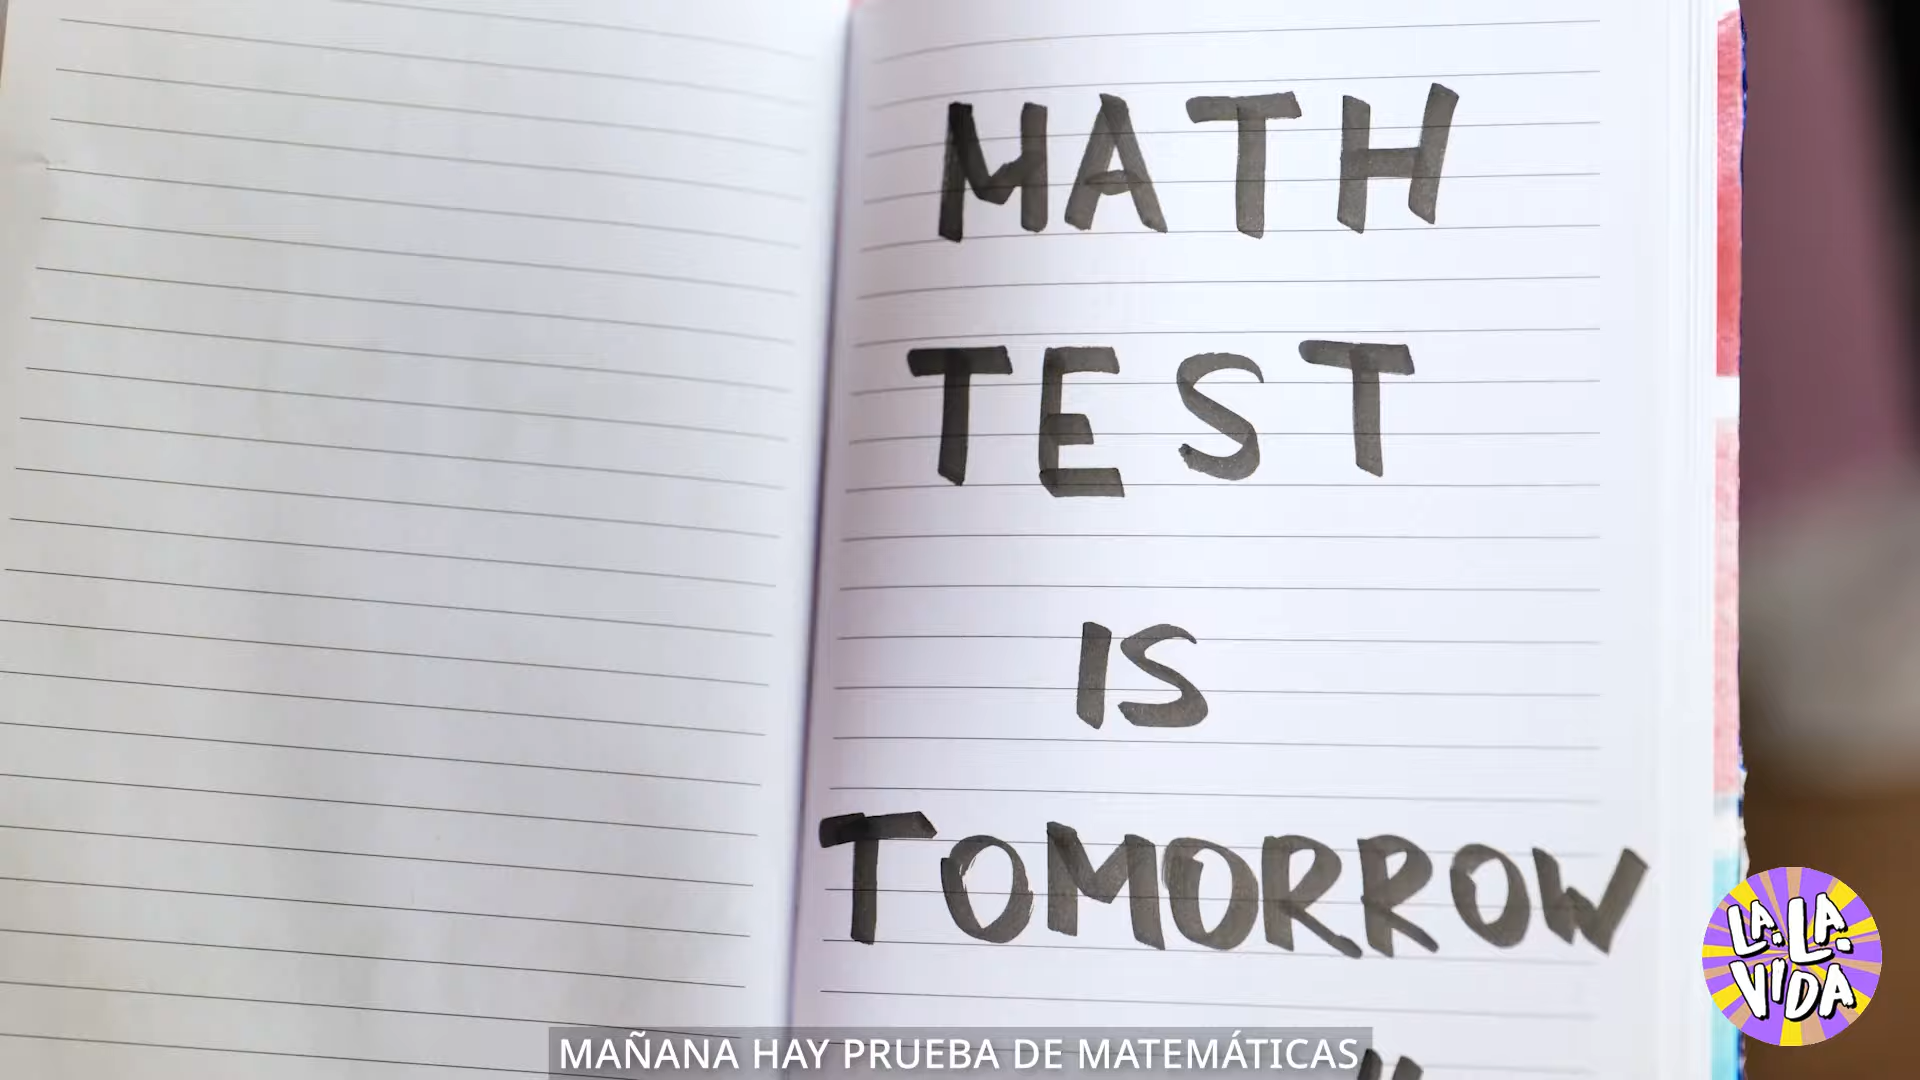 MATH
TEST
IS
TOMORROW
LA LA
VIDA
MAÑANA HAY PRUEBA DE MATEMÁTICAS